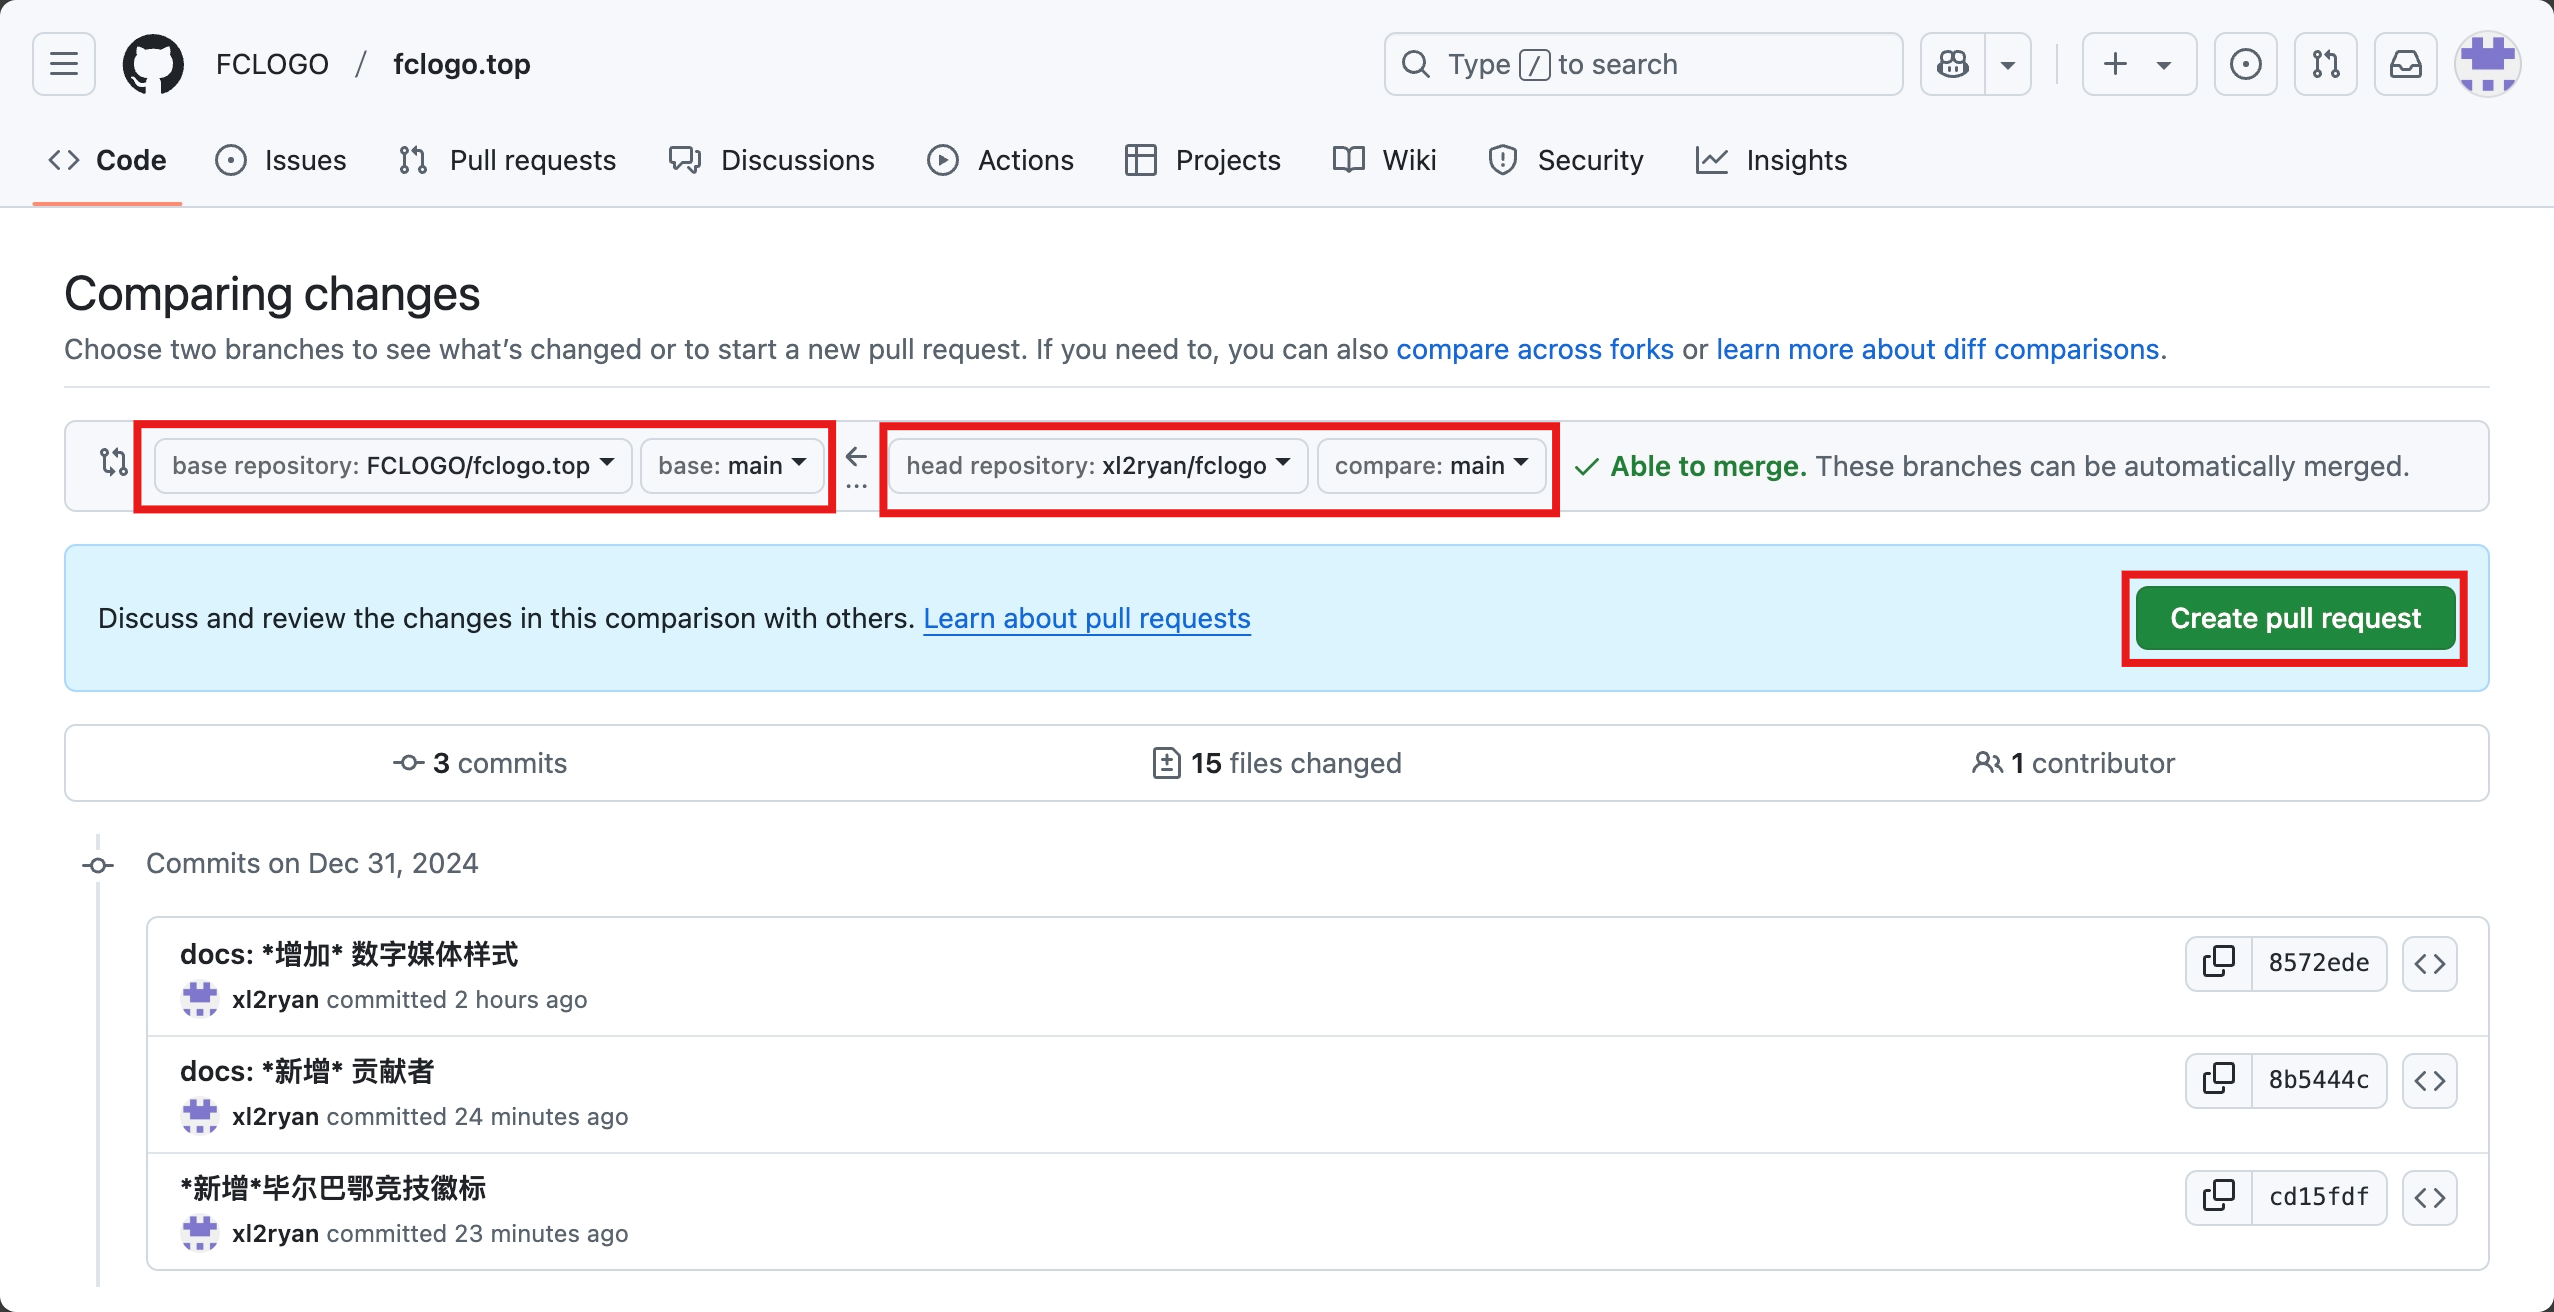 FCLOGO / fclogo.top
Type / to search
Code Issues Pull requests Discussions Actions Projects Wiki Security Insights
Comparing changes
Choose two branches to see what's changed or to start a new pull request. If you need to, you can also compare across forks or learn more about diff comparisons.
base repository: FCLOGO/fclogo.top base: main ... head repository: xl2ryan/fclogo compare: main Able to merge. These branches can be automatically merged.
Discuss and review the changes in this comparison with others. Learn about pull requests
Create pull request
3 commits 15 files changed 1 contributor
Commits on Dec 31, 2024
docs: *增加* 数字媒体样式
xl2ryan committed 2 hours ago
8572ede
docs: *新增* 贡献者
xl2ryan committed 24 minutes ago
8b5444c
*新增*毕尔巴鄂竞技徽标
xl2ryan committed 23 minutes ago
cd15fdf